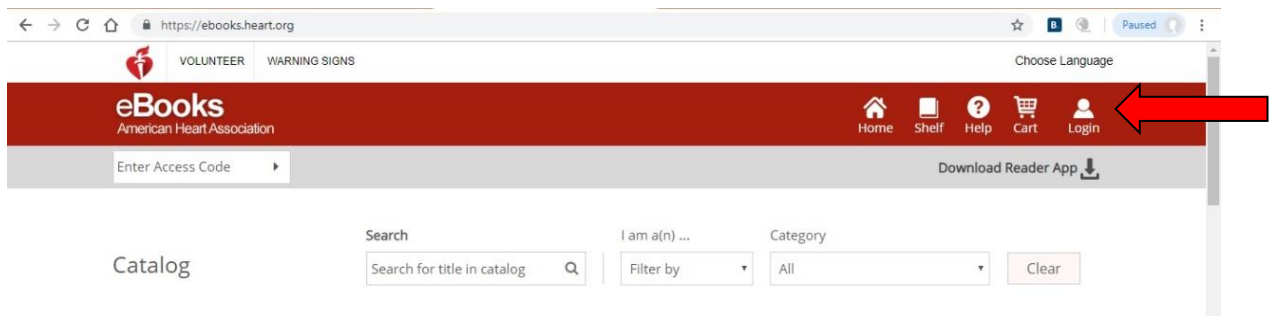 https://ebooks.heart.org
B.
Paused
VOLUNTEER WARNING SIGNS Choose Language
eBooks
American Heart Association
Home Shelf Help Cart Login
Enter Access Code Download Reader App
Search I am a(n) ... Category
Catalog Search for title in catalog Filter by All Clear